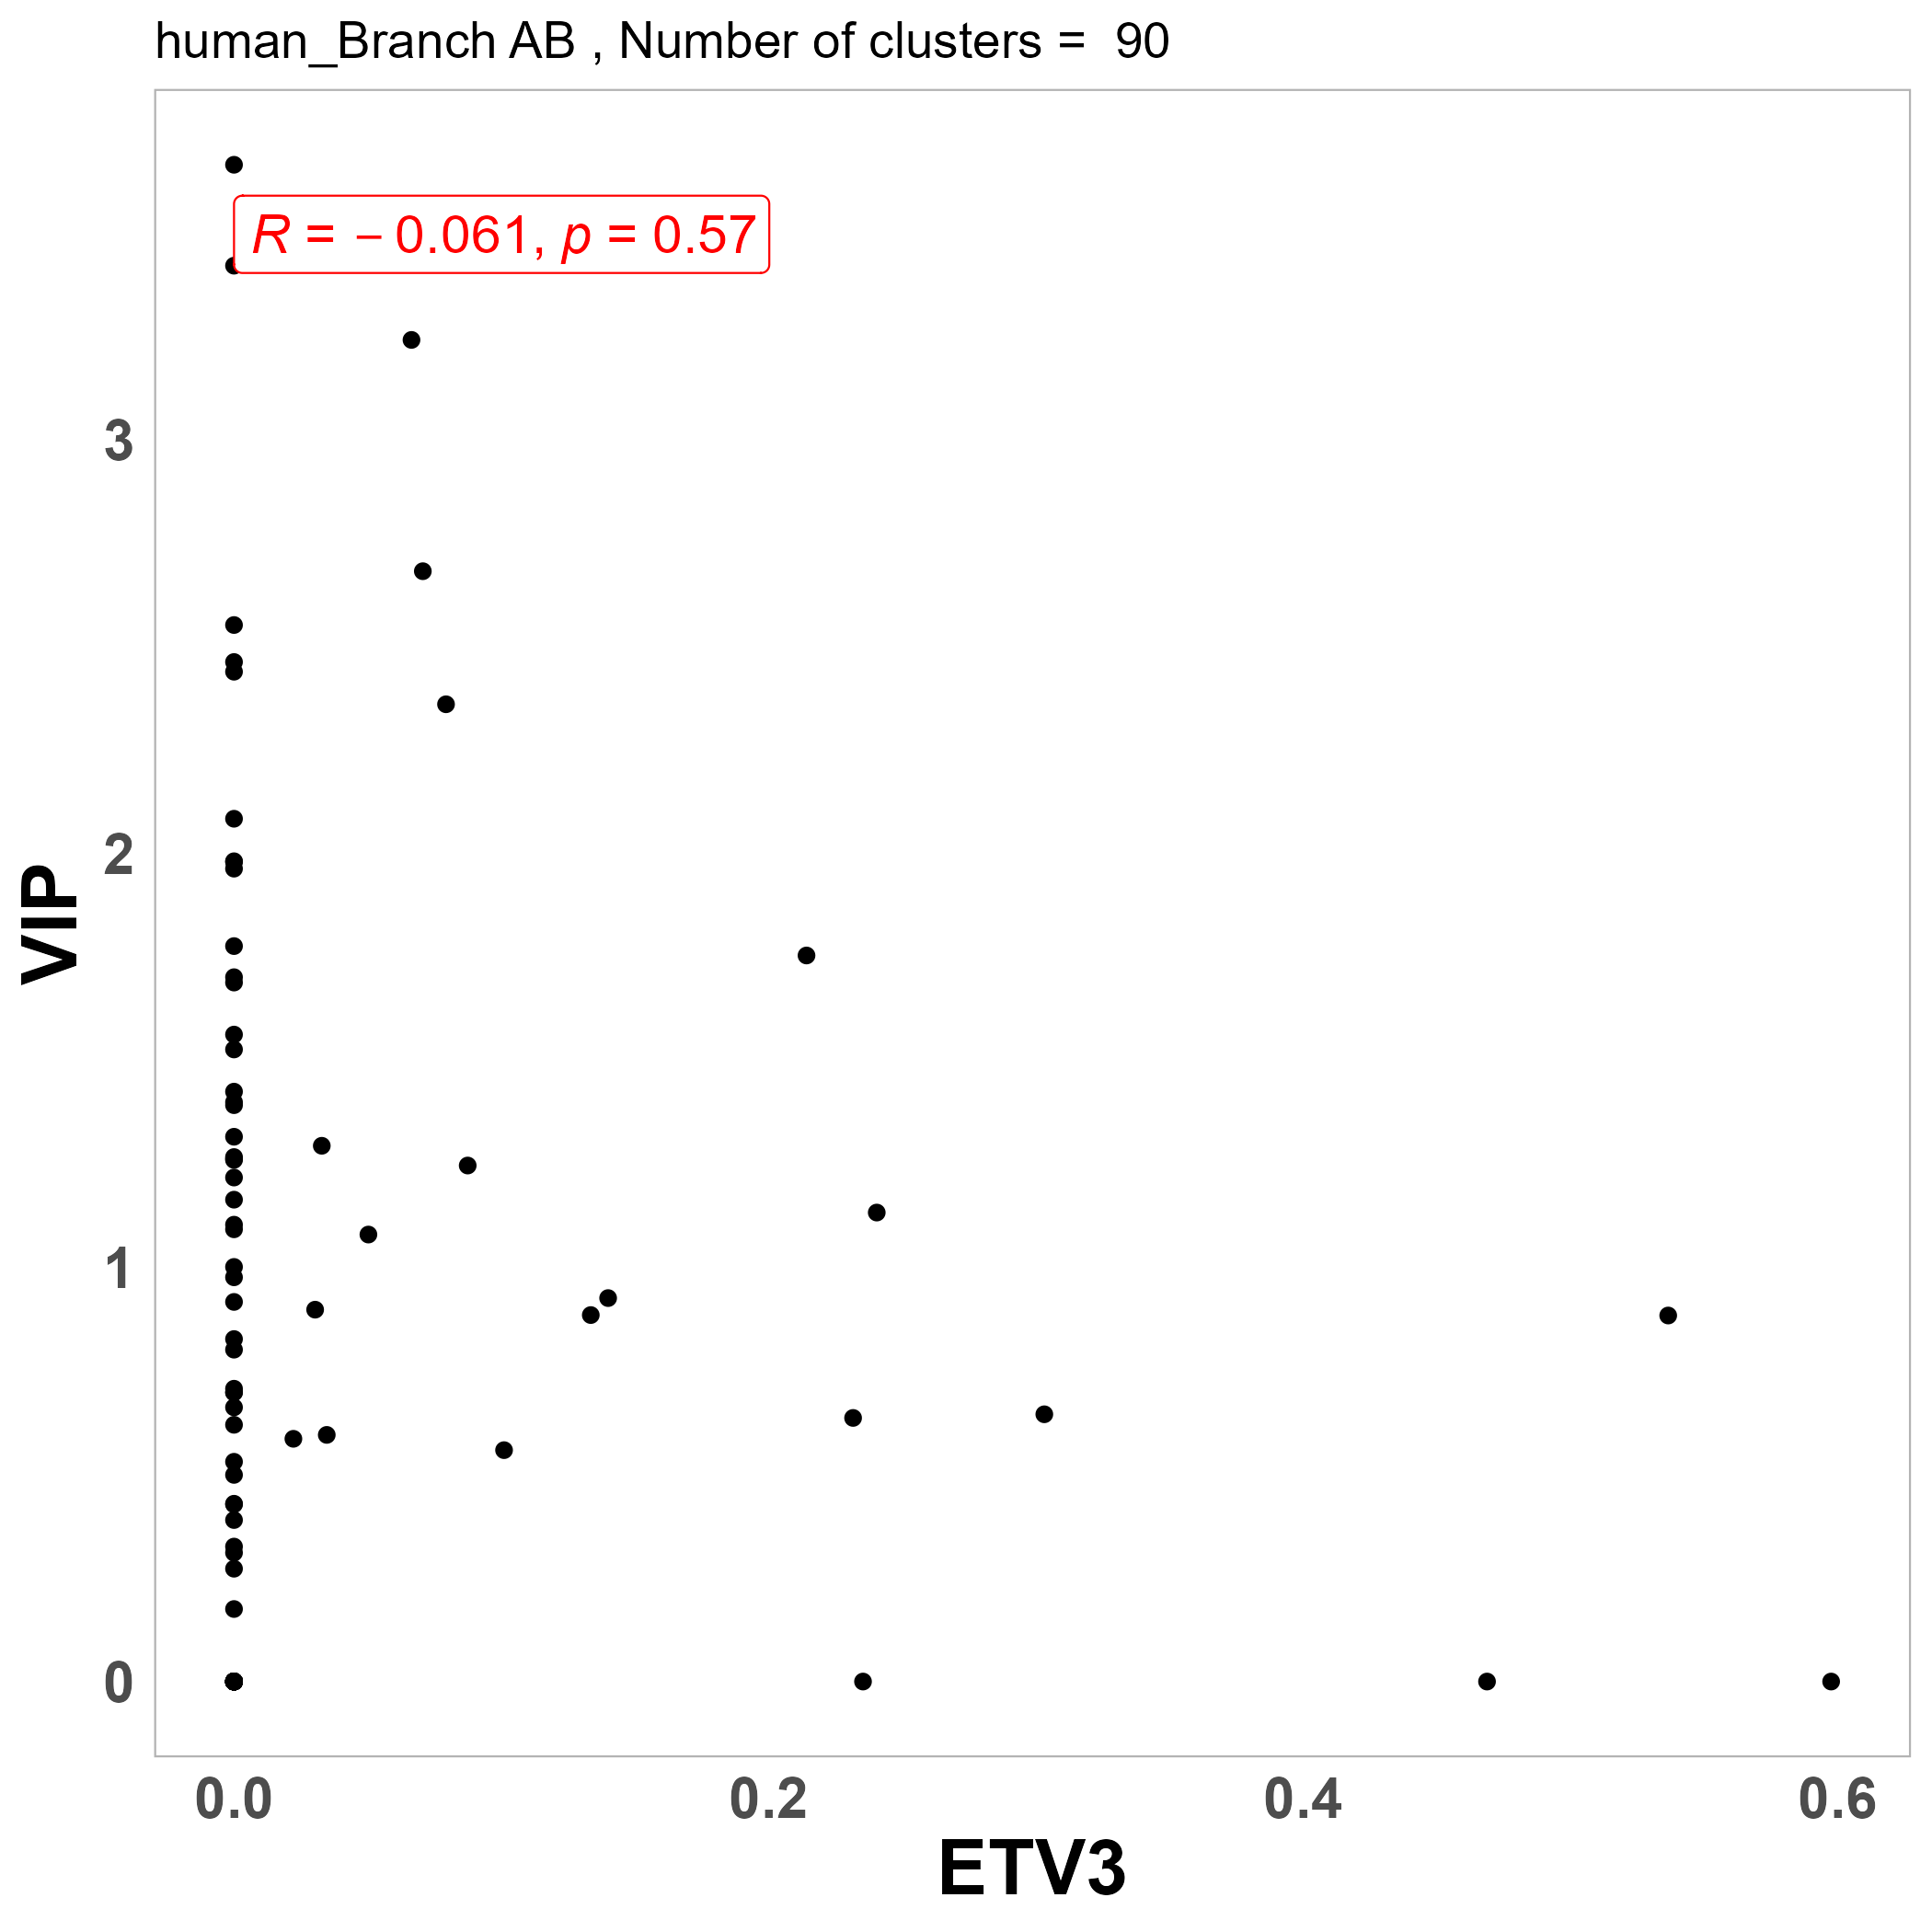 human_Branch AB , Number of clusters =  90
R = − 0.061, p = 0.57
3
2
1
0
VIP
0.0 0.2 0.4 0.6
ETV3